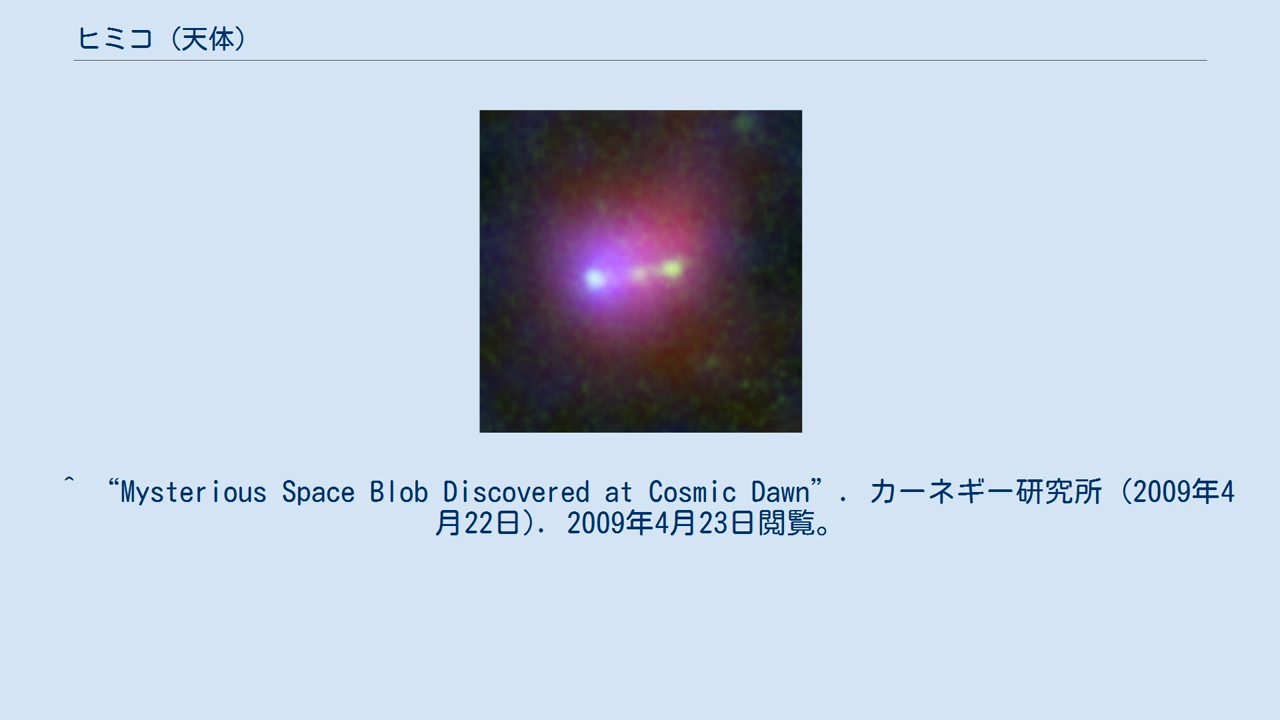 ヒミコ (天体)
^ “Mysterious Space Blob Discovered at Cosmic Dawn”. カーネギー研究所 (2009年4
月22日). 2009年4月23日閲覧。